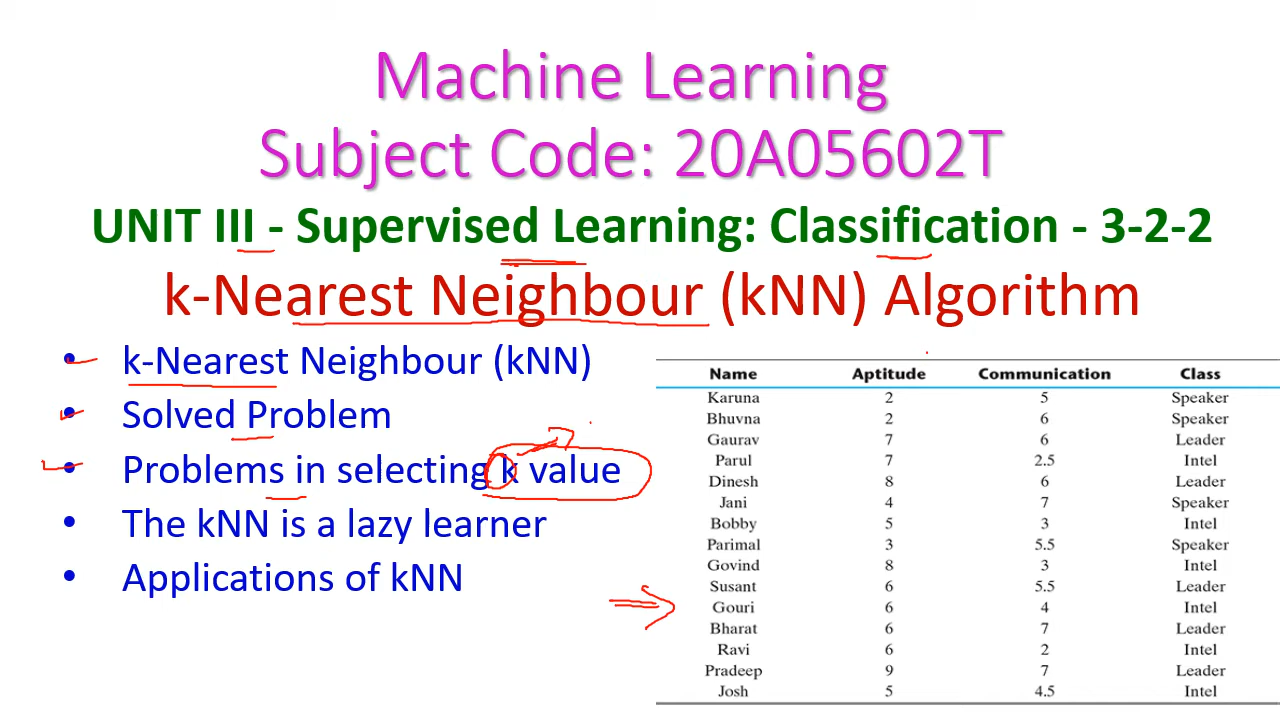 Machine Learning
Subject Code: 20A05602T
UNIT III - Supervised Learning: Classification - 3-2-2
k-Nearest Neighbour (kNN) Algorithm
• k-Nearest Neighbour (kNN)
• Solved Problem
• Problems in selecting k value
• The kNN is a lazy learner
• Applications of kNN
Name Aptitude Communication Class
Karuna 2 5 Speaker
Bhuvna 2 6 Speaker
Gaurav 7 6 Leader
Parul 7 2.5 Intel
Dinesh 8 6 Leader
Jani 4 7 Speaker
Bobby 5 3 Intel
Parimal 3 5.5 Speaker
Govind 8 3 Intel
Susant 6 5.5 Leader
Gouri 6 4 Intel
Bharat 6 7 Leader
Ravi 6 2 Intel
Pradeep 9 7 Leader
Josh 5 4.5 Intel